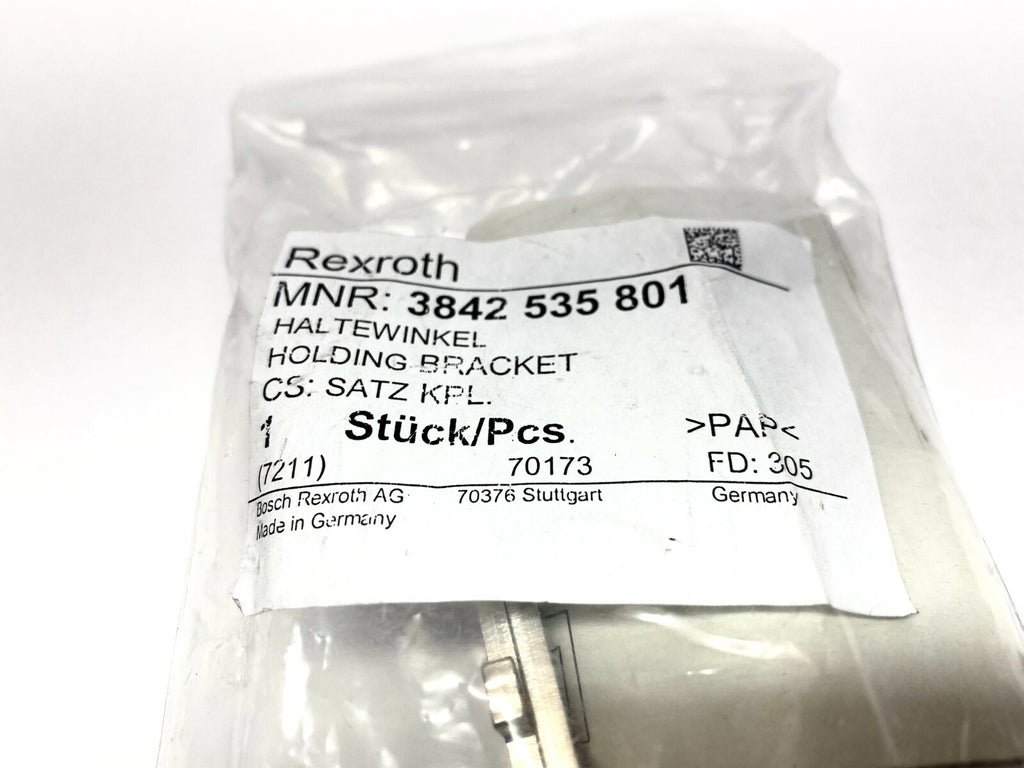 Rexroth
MNR: 3842 535 801
HALTEWINKEL
HOLDING BRACKET
CS: SATZ KPL.
1 Stück/Pcs. >PAP<
(7211) 70173 FD: 305
Bosch Rexroth AG 70376 Stuttgart Germany
Made in Germany